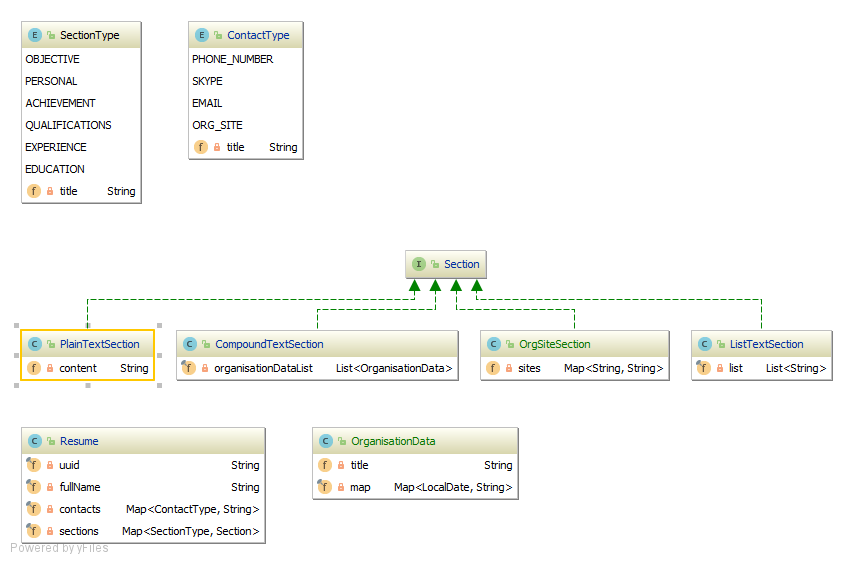 E SectionType
OBJECTIVE
PERSONAL
ACHIEVEMENT
QUALIFICATIONS
EXPERIENCE
EDUCATION
f title String
E ContactType
PHONE_NUMBER
SKYPE
EMAIL
ORG_SITE
f title String
I Section
C PlainTextSection
f content String
C CompoundTextSection
f organisationDataList List<OrganisationData>
C OrgSiteSection
f sites Map<String, String>
C ListTextSection
f list List<String>
C Resume
f uuid String
f fullName String
f contacts Map<ContactType, String>
f sections Map<SectionType, Section>
C OrganisationData
f title String
f map Map<LocalDate, String>
Powered by yFiles